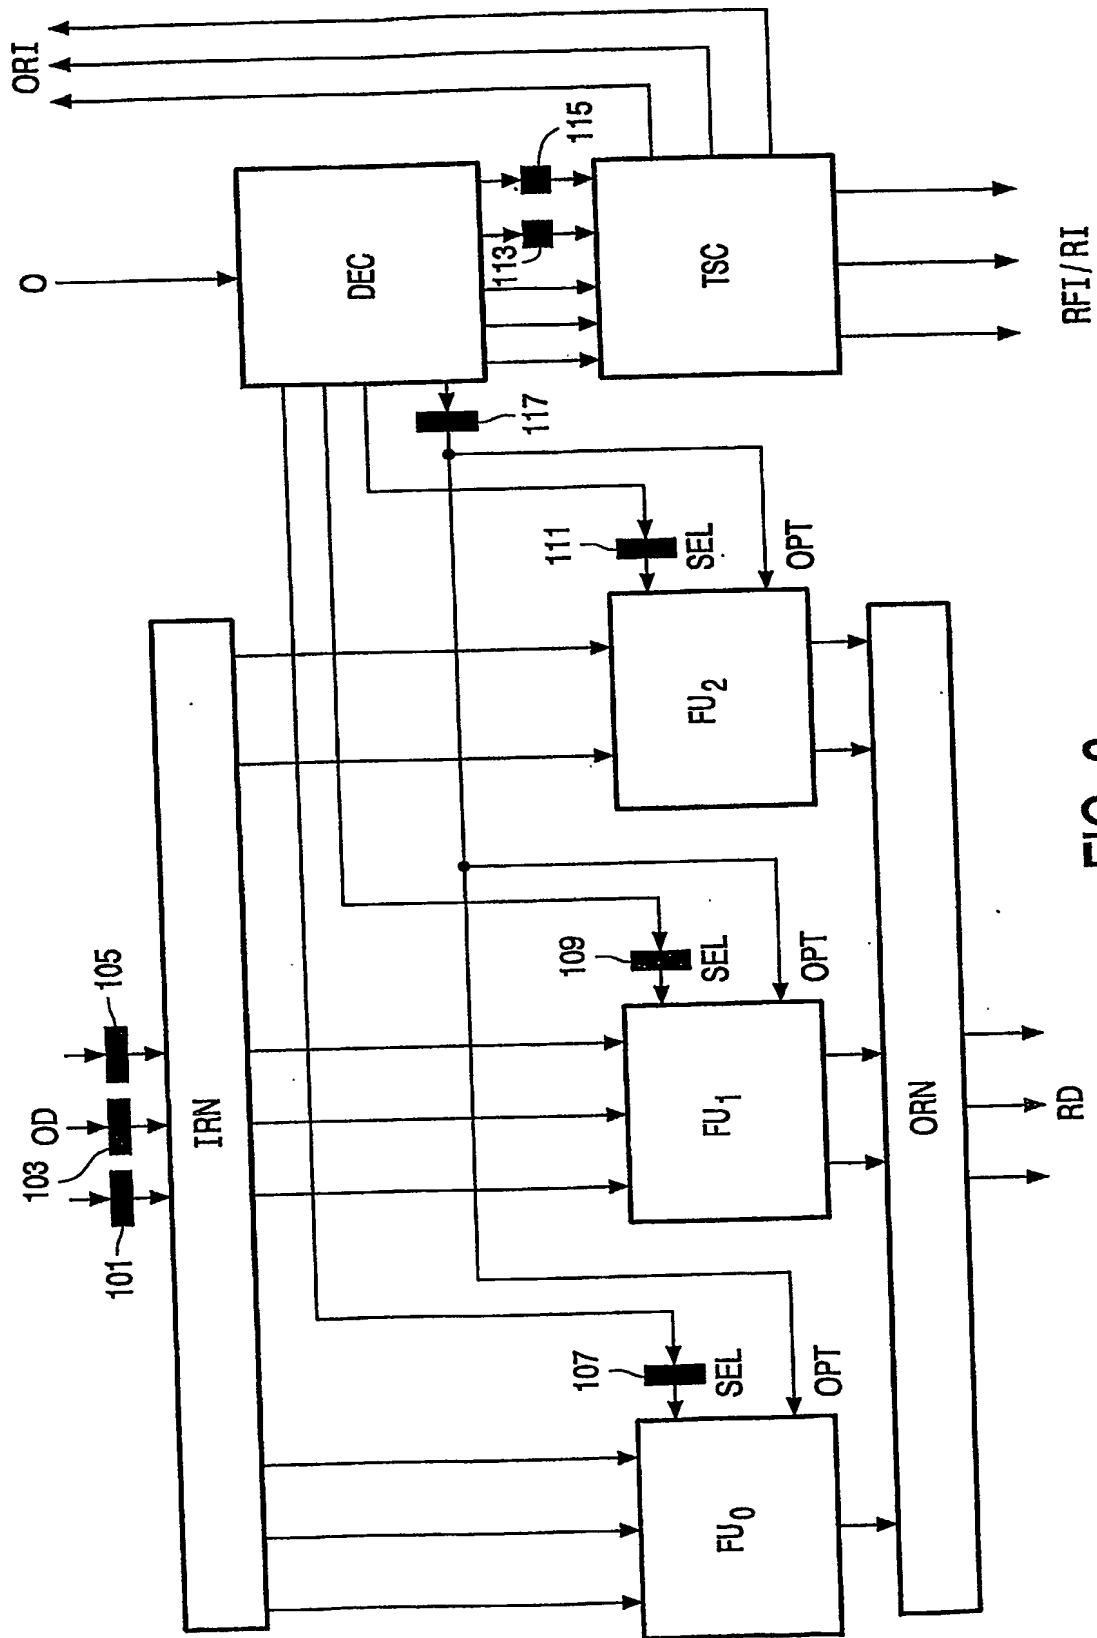 O
ORI
OD
101
103
105
IRN
DEC
113
115
117
TSC
RFI/RI
107
SEL
OPT
FU0
109
SEL
OPT
FU1
111
SEL
OPT
FU2
ORN
RD
FIG.